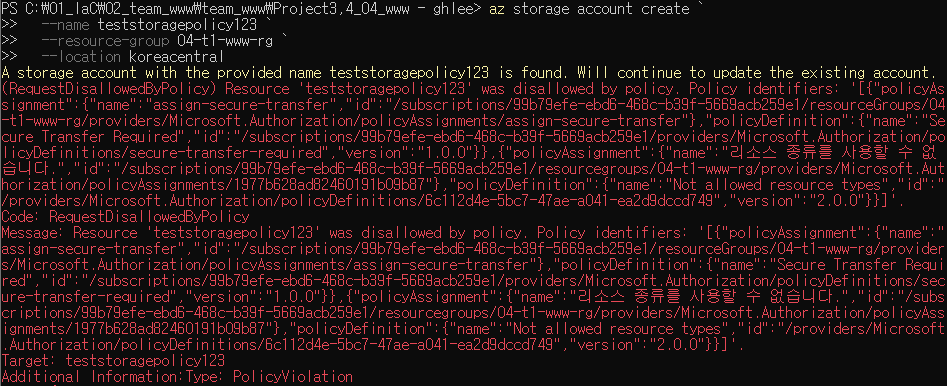 PS C:₩01_IaC₩02_team_www₩team_www₩Project3,4_04_www - ghlee> az storage account create `
>>   --name teststoragepolicy123 `
>>   --resource-group 04-t1-www-rg `
>>   --location koreacentral
A storage account with the provided name teststoragepolicy123 is found. Will continue to update the existing account.
(RequestDisallowedByPolicy) Resource 'teststoragepolicy123' was disallowed by policy. Policy identifiers: '[{"policyAs
signment":{"name":"assign-secure-transfer","id":"/subscriptions/99b79efe-ebd6-468c-b39f-5669acb259e1/resourceGroups/04
-t1-www-rg/providers/Microsoft.Authorization/policyAssignments/assign-secure-transfer"},"policyDefinition":{"name":"Se
cure Transfer Required","id":"/subscriptions/99b79efe-ebd6-468c-b39f-5669acb259e1/providers/Microsoft.Authorization/po
licyDefinitions/secure-transfer-required","version":"1.0.0"}},{"policyAssignment":{"name":"리소스 종류를 사용할 수 없
습니다.","id":"/subscriptions/99b79efe-ebd6-468c-b39f-5669acb259e1/resourcegroups/04-t1-www-rg/providers/Microsoft.Aut
horization/policyAssignments/1977b628ad82460191b09b87"},"policyDefinition":{"name":"Not allowed resource types","id":"
/providers/Microsoft.Authorization/policyDefinitions/6c112d4e-5bc7-47ae-a041-ea2d9dccd749","version":"2.0.0"}}]'.
Code: RequestDisallowedByPolicy
Message: Resource 'teststoragepolicy123' was disallowed by policy. Policy identifiers: '[{"policyAssignment":{"name":"
assign-secure-transfer","id":"/subscriptions/99b79efe-ebd6-468c-b39f-5669acb259e1/resourceGroups/04-t1-www-rg/provider
s/Microsoft.Authorization/policyAssignments/assign-secure-transfer"},"policyDefinition":{"name":"Secure Transfer Requi
red","id":"/subscriptions/99b79efe-ebd6-468c-b39f-5669acb259e1/providers/Microsoft.Authorization/policyDefinitions/sec
ure-transfer-required","version":"1.0.0"}},{"policyAssignment":{"name":"리소스 종류를 사용할 수 없습니다.","id":"/subs
criptions/99b79efe-ebd6-468c-b39f-5669acb259e1/resourcegroups/04-t1-www-rg/providers/Microsoft.Authorization/policyAss
ignments/1977b628ad82460191b09b87"},"policyDefinition":{"name":"Not allowed resource types","id":"/providers/Microsoft
.Authorization/policyDefinitions/6c112d4e-5bc7-47ae-a041-ea2d9dccd749","version":"2.0.0"}}]'.
Target: teststoragepolicy123
Additional Information:Type: PolicyViolation